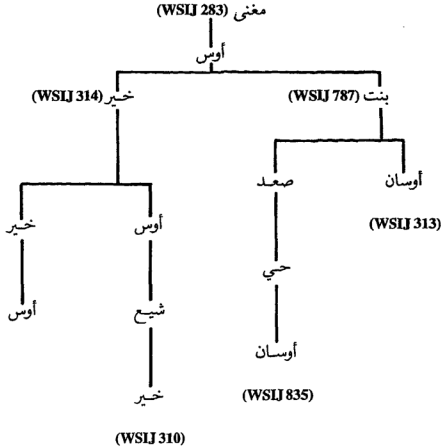 مغنى (WSIJ 283)
أوس
بنت (WSIJ 787) خير (WSIJ 314)
أوسان صعد أوس خير
(WSIJ 313)
حي
أوسان شيع أوس
(WSIJ 835) خير
(WSIJ 310)